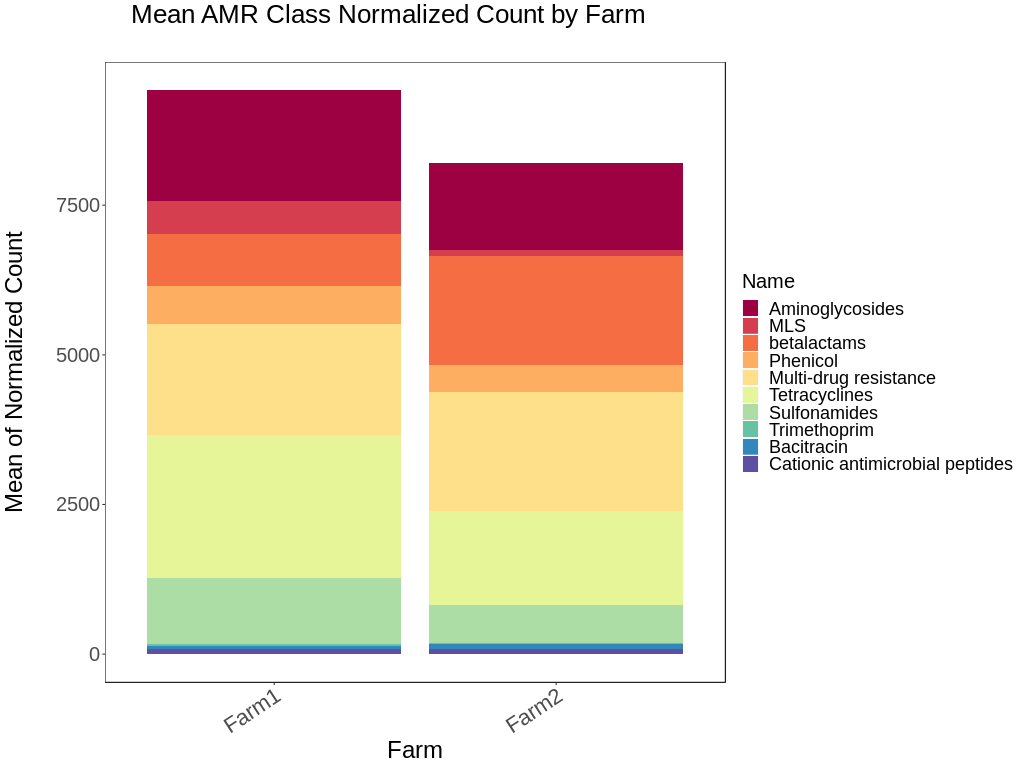 Mean AMR Class Normalized Count by Farm
Mean of Normalized Count
7500
5000
2500
0
Farm1
Farm2
Farm
Name
Aminoglycosides
MLS
betalactams
Phenicol
Multi-drug resistance
Tetracyclines
Sulfonamides
Trimethoprim
Bacitracin
Cationic antimicrobial peptides